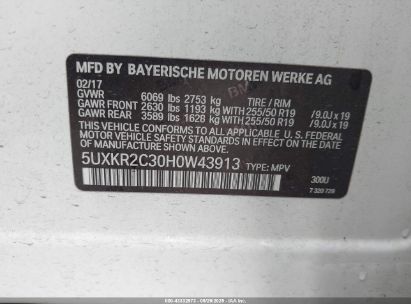 MFD BY BAYERISCHE MOTOREN WERKE AG
02/17
GVWR 6069 lbs 2753 kg TIRE / RIM
GAWR FRONT 2630 lbs 1193 kg WITH 255/50 R19 / 9.0J x 19
GAWR REAR 3589 lbs 1628 kg WITH 255/50 R19 / 9.0J x 19
THIS VEHICLE CONFORMS TO ALL APPLICABLE U.S. FEDERAL
MOTOR VEHICLE SAFETY STANDARDS IN EFFECT ON THE
DATE OF MANUFACTURE SHOWN ABOVE.
5UXKR2C30H0W43913 TYPE: MPV
300U